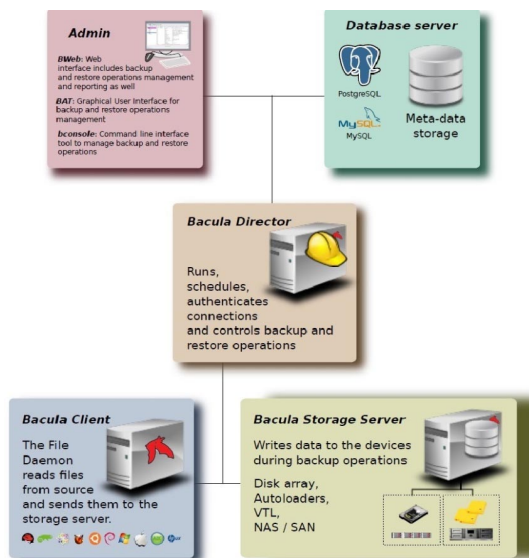 Admin
BWeb: Web
interface includes backup
and restore operations management
and reporting as well
BAT: Graphical User Interface for
backup and restore operations
management
bconsole: Command line interface
tool to manage backup and restore
operations
Database server
PostgreSQL
MySQL
MySQL
Meta-data
storage
Bacula Director
Runs,
schedules,
authenticates
connections
and controls backup and
restore operations
Bacula Client
The File
Daemon
reads files
from source
and sends them to the
storage server.
Bacula Storage Server
Writes data to the devices
during backup operations
Disk array,
Autoloaders,
VTL,
NAS / SAN